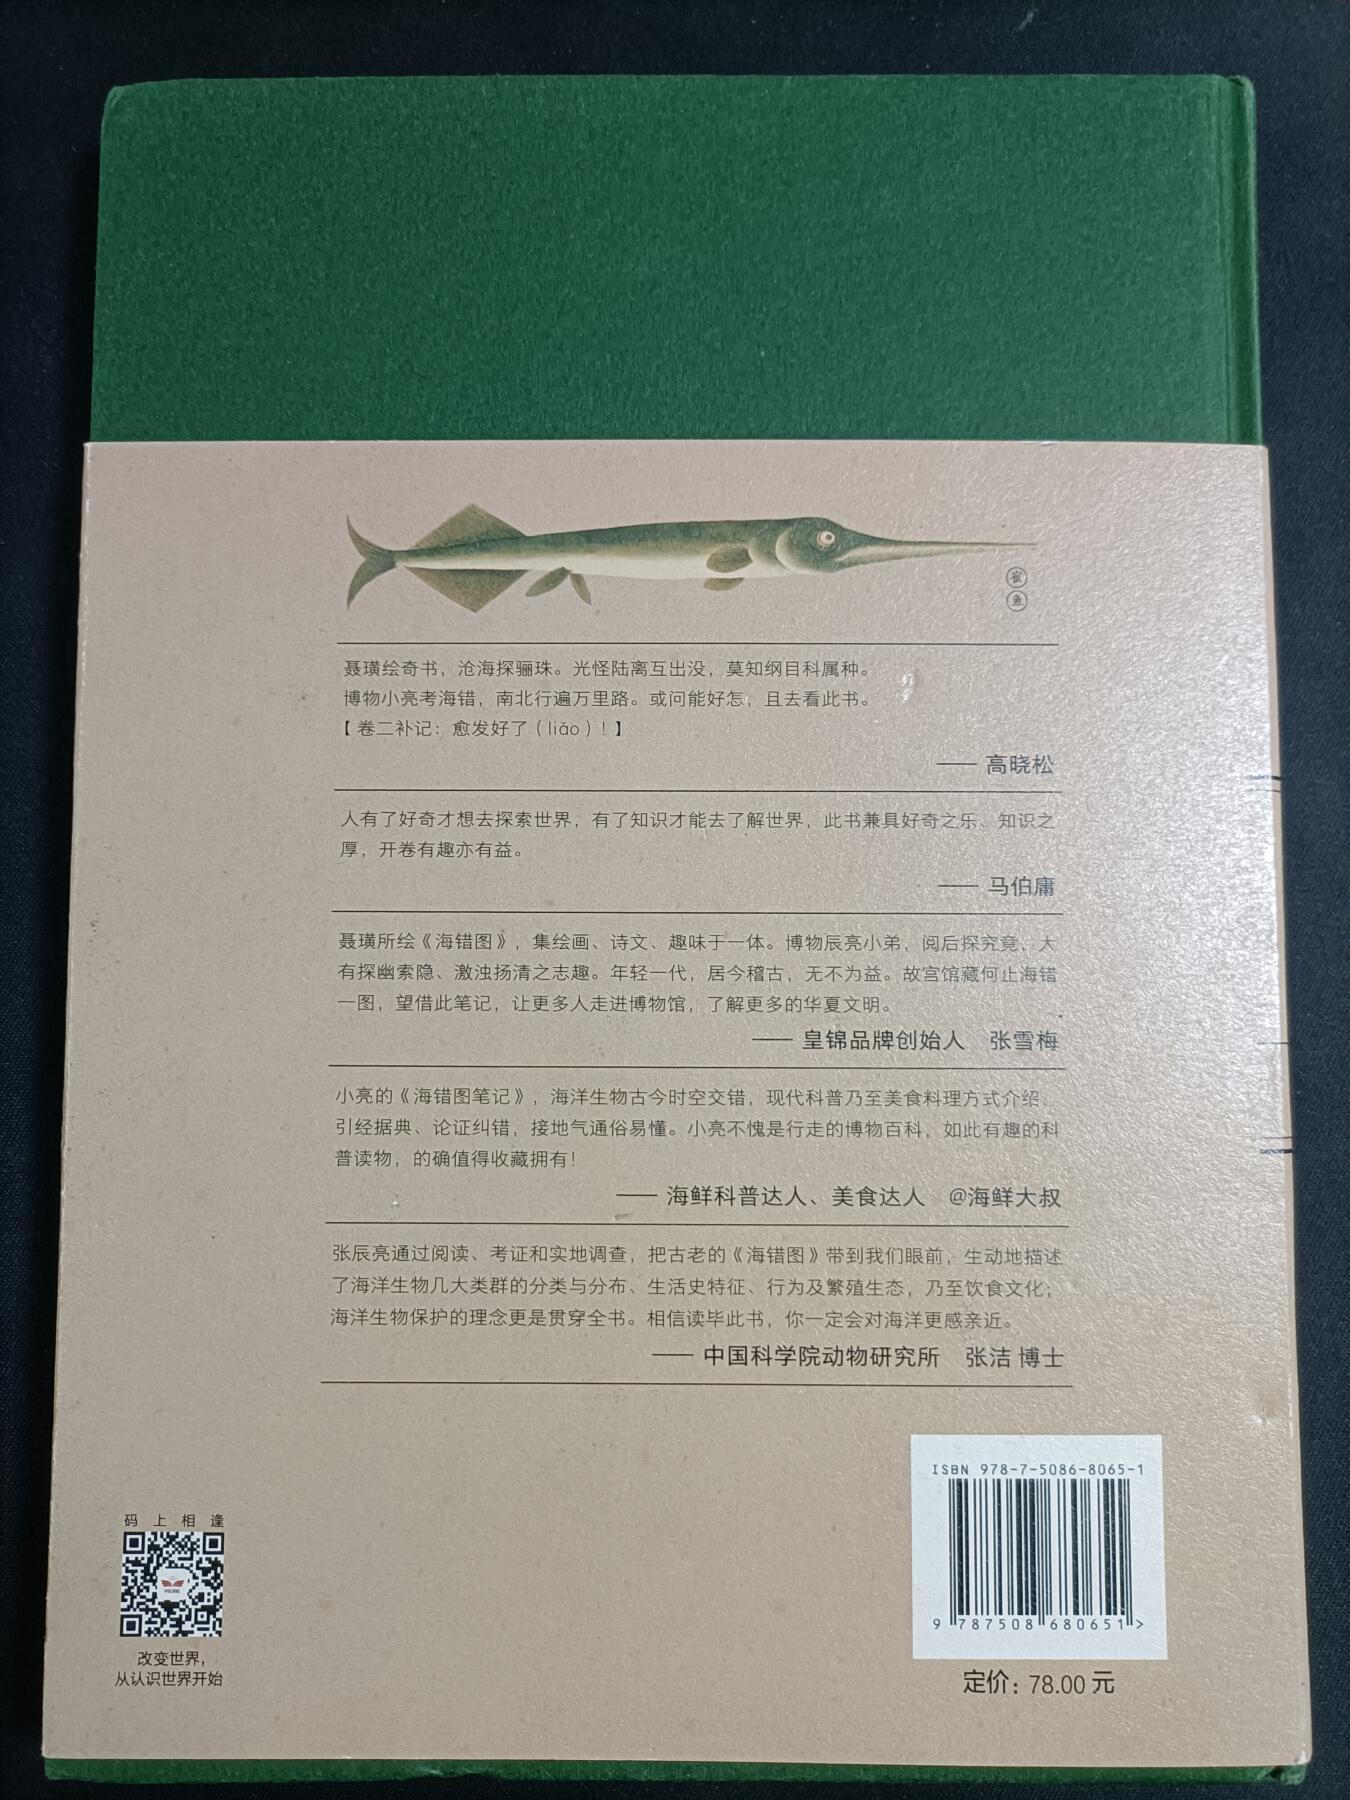 崔
鱼
聂璜绘奇书，沧海探骊珠。光怪陆离互出没，莫知纲目科属种。
博物小亮考海错，南北行遍万里路。或问能好怎，且去看此书。
【卷二补记：愈发好了（liǎo）！】
—— 高晓松
人有了好奇才想去探索世界，有了知识才能去了解世界，此书兼具好奇之乐、知识之
厚，开卷有趣亦有益。
—— 马伯庸
聂璜所绘《海错图》，集绘画、诗文、趣味于一体。博物辰亮小弟，阅后探究竟、大
有探幽索隐、激浊扬清之志趣。年轻一代，居今稽古，无不为益。故宫馆藏何止海错
一图，望借此笔记，让更多人走进博物馆，了解更多的华夏文明。
—— 皇锦品牌创始人 张雪梅
小亮的《海错图笔记》，海洋生物古今时空交错，现代科普乃至美食料理方式介绍、
引经据典、论证纠错，接地气通俗易懂。小亮不愧是行走的博物百科，如此有趣的科
普读物，的确值得收藏拥有！
—— 海鲜科普达人、美食达人 @海鲜大叔
张辰亮通过阅读、考证和实地调查，把古老的《海错图》带到我们眼前，生动地描述
了海洋生物几大类群的分类与分布、生活史特征、行为及繁殖生态，乃至饮食文化；
海洋生物保护的理念更是贯穿全书。相信读毕此书，你一定会对海洋更感亲近。
—— 中国科学院动物研究所 张洁 博士
码上相逢
改变世界，
从认识世界开始
ISBN 978-7-5086-8065-1
9 787508 680651 >
定价：78.00 元